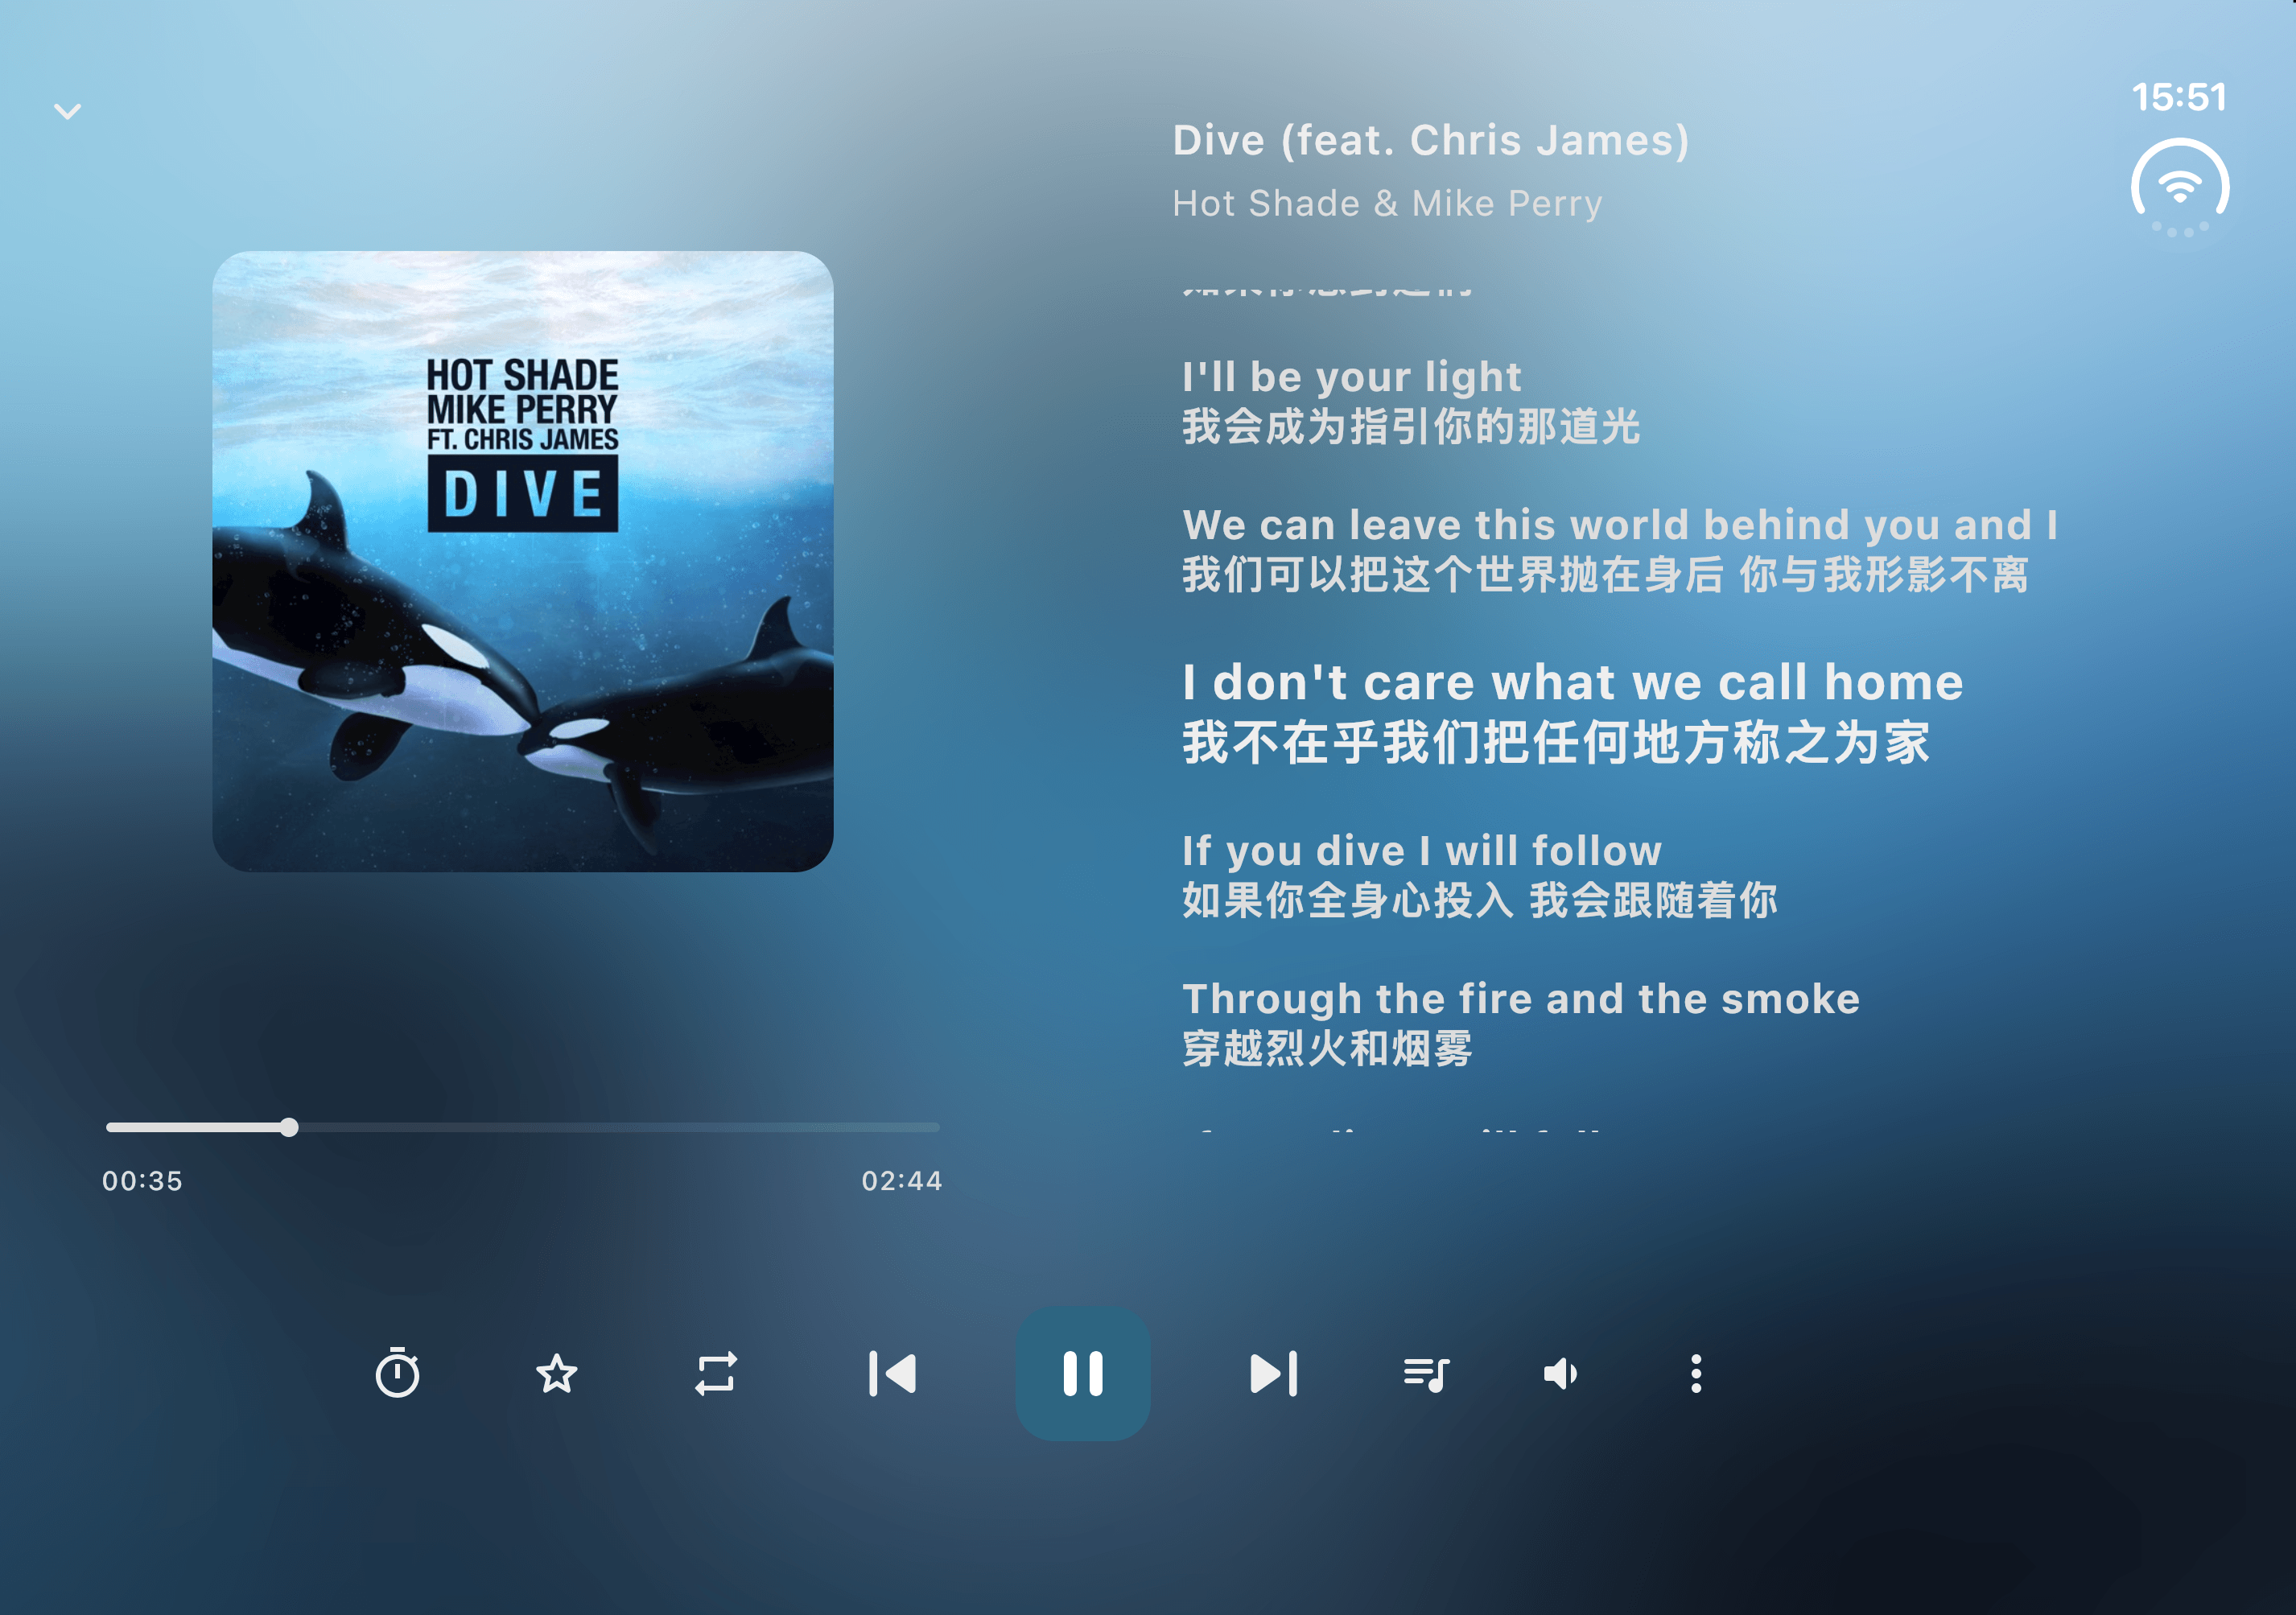 15:51
Dive (feat. Chris James)
Hot Shade & Mike Perry
HOT SHADE
MIKE PERRY
FT. CHRIS JAMES
DIVE
I'll be your light
我会成为指引你的那道光
We can leave this world behind you and I
我们可以把这个世界抛在身后 你与我形影不离
I don't care what we call home
我不在乎我们把任何地方称之为家
If you dive I will follow
如果你全身心投入 我会跟随着你
Through the fire and the smoke
穿越烈火和烟雾
00:35
02:44